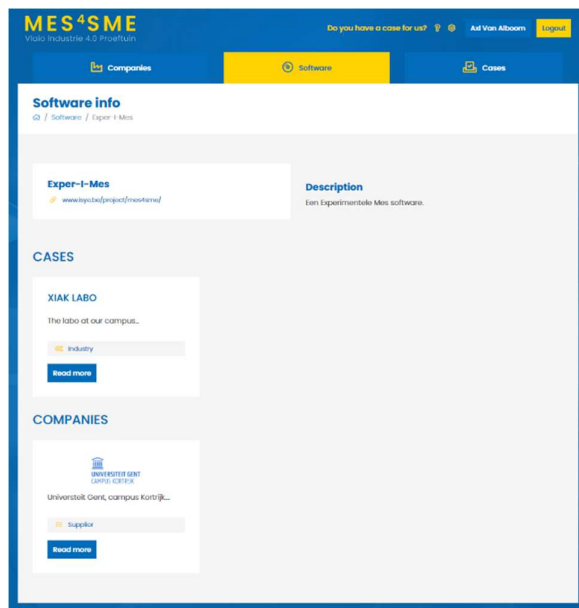 MES⁴SME
Vlaio Industrie 4.0 Proeftuin
Do you have a case for us?
Axl Van Alboom
Logout
Companies
Software
Cases
Software info
/ Software / Exper-I-Mes
Exper-I-Mes
www.isye.be/project/mes4sme/
Description
Een Experimentele Mes software.
CASES
XIAK LABO
The labo at our campus...
Industry
Read more
COMPANIES
UNIVERSITEIT GENT
CAMPUS KORTRIJK
Universteit Gent, campus Kortrijk...
Supplier
Read more